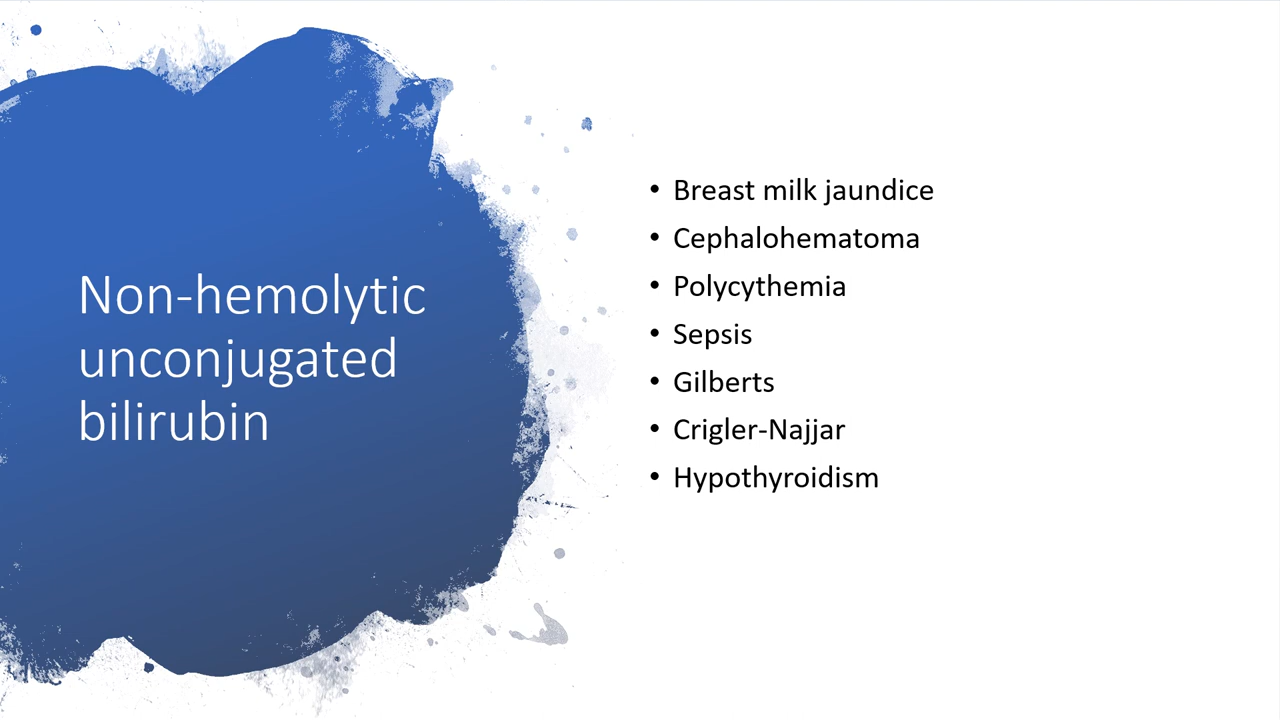 Non-hemolytic
unconjugated
bilirubin
• Breast milk jaundice
• Cephalohematoma
• Polycythemia
• Sepsis
• Gilberts
• Crigler-Najjar
• Hypothyroidism